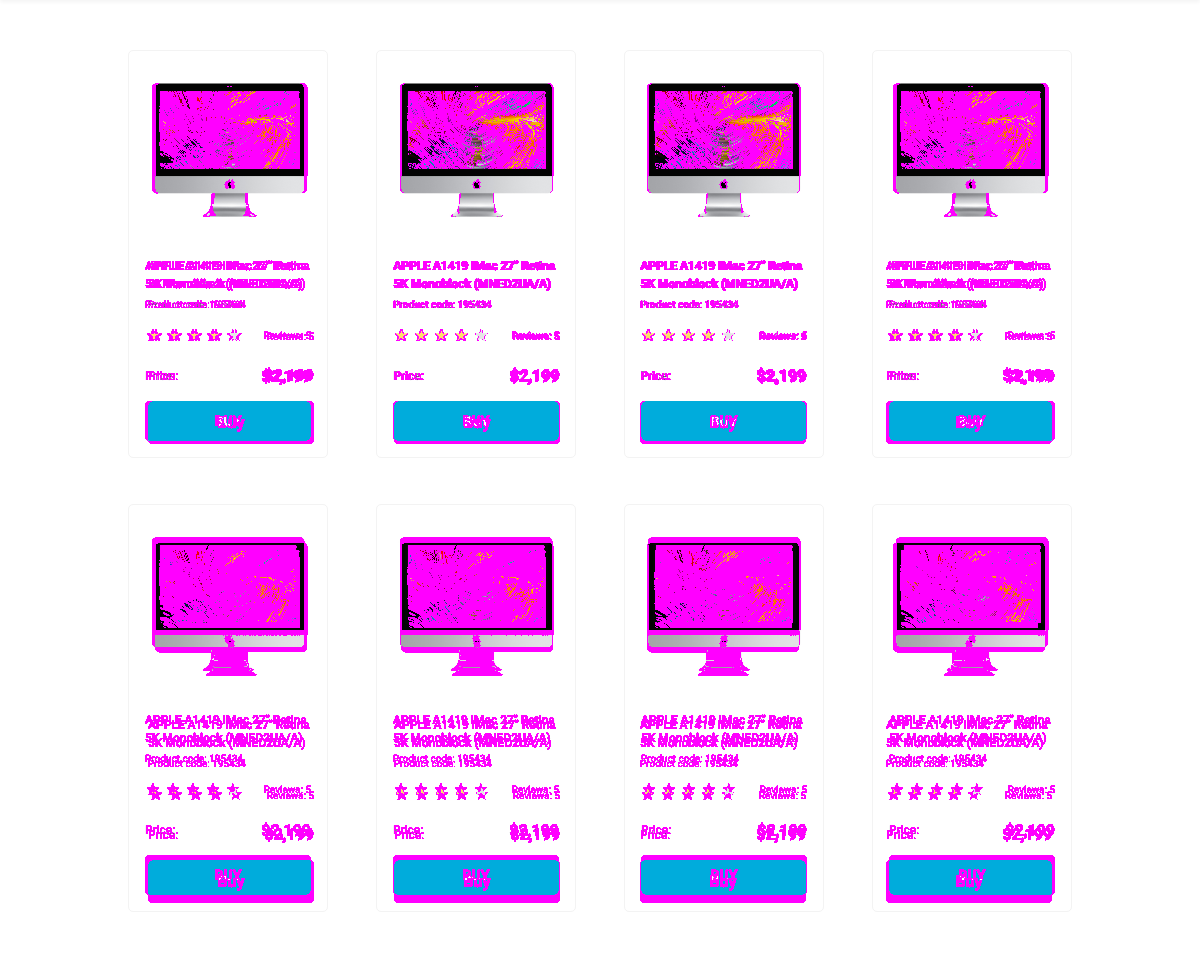 APPLE A1419 iMac 27" Retina
5K Monoblock (MNED2UA/A)
Product code: 195434
Reviews: 5
Price: $2,199
BUY
APPLE A1419 iMac 27" Retina
5K Monoblock (MNED2UA/A)
Product code: 195434
Reviews: 5
Price: $2,199
BUY
APPLE A1419 iMac 27" Retina
5K Monoblock (MNED2UA/A)
Product code: 195434
Reviews: 5
Price: $2,199
BUY
APPLE A1419 iMac 27" Retina
5K Monoblock (MNED2UA/A)
Product code: 195434
Reviews: 5
Price: $2,199
BUY
APPLE A1419 iMac 27" Retina
5K Monoblock (MNED2UA/A)
Product code: 195434
Reviews: 5
Price: $2,199
BUY
APPLE A1419 iMac 27" Retina
5K Monoblock (MNED2UA/A)
Product code: 195434
Reviews: 5
Price: $2,199
BUY
APPLE A1419 iMac 27" Retina
5K Monoblock (MNED2UA/A)
Product code: 195434
Reviews: 5
Price: $2,199
BUY
APPLE A1419 iMac 27" Retina
5K Monoblock (MNED2UA/A)
Product code: 195434
Reviews: 5
Price: $2,199
BUY